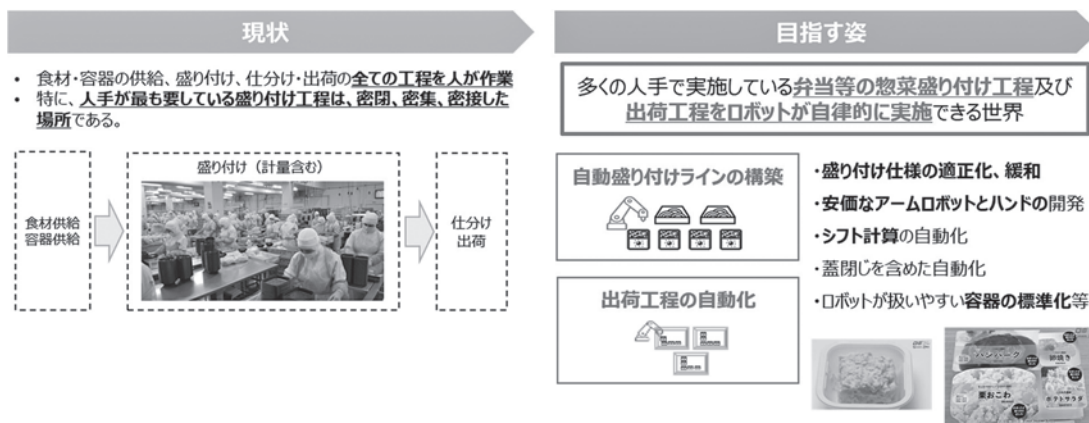 現状
・ 食材・容器の供給、盛り付け、仕分け・出荷の全ての工程を人が作業
・ 特に、人手が最も要している盛り付け工程は、密閉、密集、密接した
場所である。
食材供給
容器供給
盛り付け（計量含む）
仕分け
出荷
目指す姿
多くの人手で実施している弁当等の惣菜盛り付け工程及び
出荷工程をロボットが自律的に実施できる世界
自動盛り付けラインの構築
出荷工程の自動化
・盛り付け仕様の適正化、緩和
・安価なアームロボットとハンドの開発
・シフト計算の自動化
・蓋閉じを含めた自動化
・ロボットが扱いやすい容器の標準化等
ハンバーグ
卵焼き
栗おこわ
ポテトサラダ